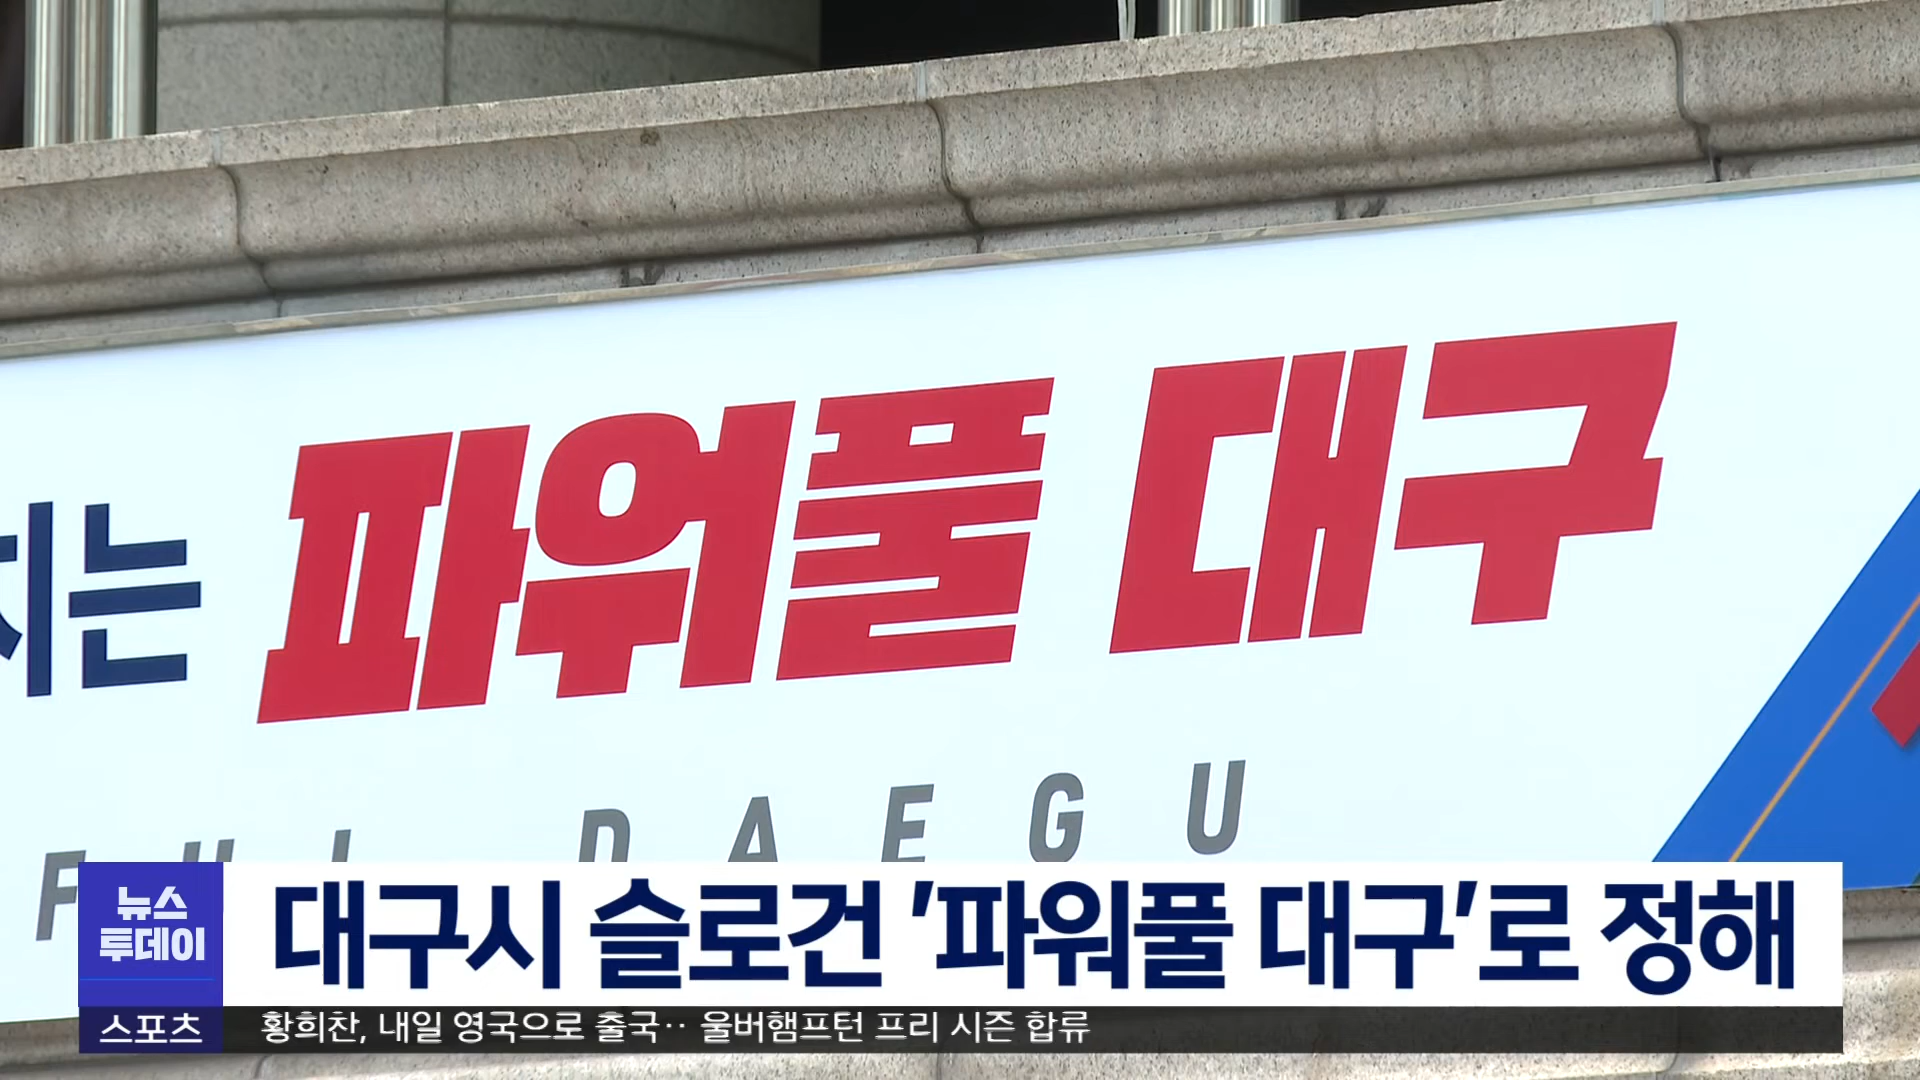 지는 파워풀 대구
FUL DAEGU
뉴스
투데이
대구시 슬로건 '파워풀 대구'로 정해
스포츠
황희찬, 내일 영국으로 출국‥ 울버햄프턴 프리 시즌 합류